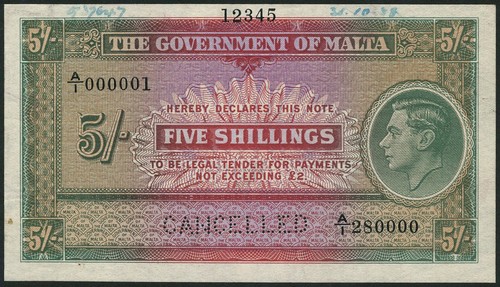 12345
5/- THE GOVERNMENT OF MALTA 5/-
A/1 000001
HEREBY DECLARES THIS NOTE
5/- FIVE SHILLINGS
TO BE LEGAL TENDER FOR PAYMENTS
NOT EXCEEDING £2.
CANCELLED A/1 280000
5/- 5/-